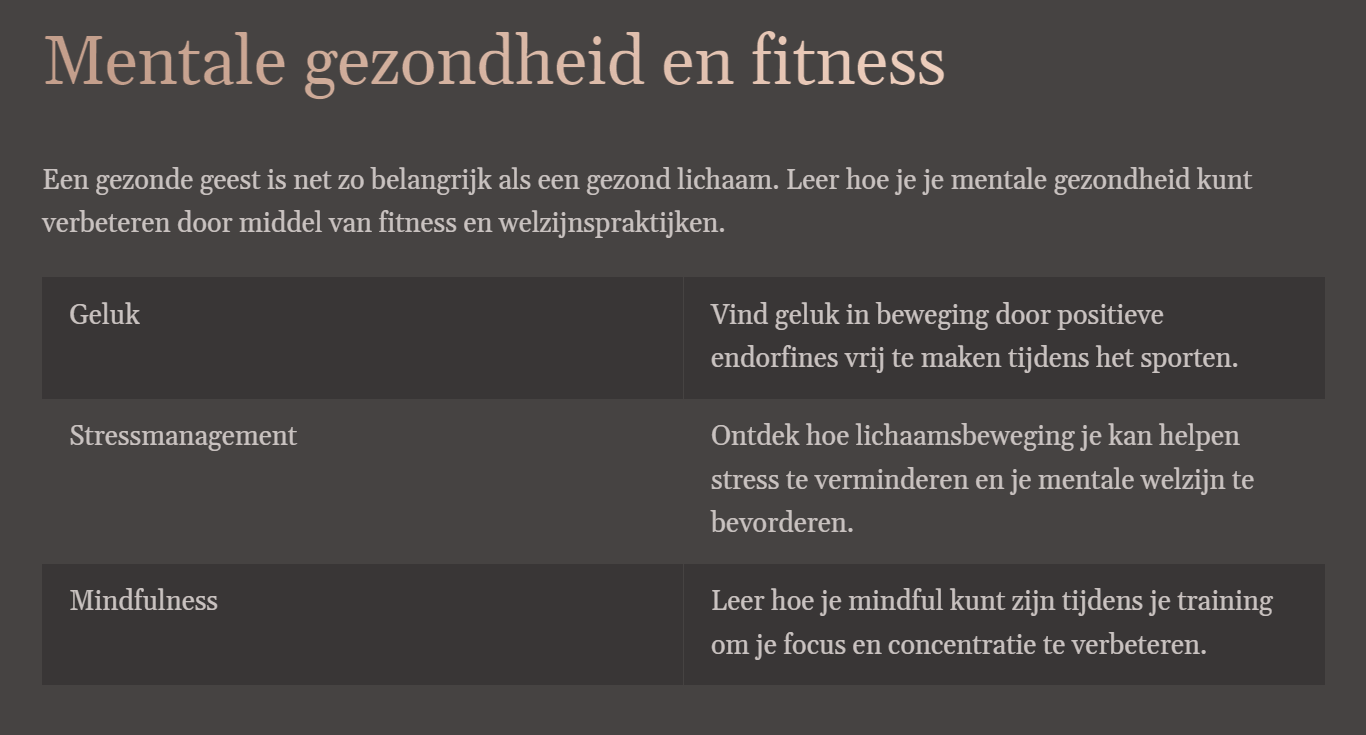 Mentale gezondheid en fitness
Een gezonde geest is net zo belangrijk als een gezond lichaam. Leer hoe je je mentale gezondheid kunt
verbeteren door middel van fitness en welzijnspraktijken.
Geluk
Vind geluk in beweging door positieve
endorfines vrij te maken tijdens het sporten.
Stressmanagement
Ontdek hoe lichaamsbeweging je kan helpen
stress te verminderen en je mentale welzijn te
bevorderen.
Mindfulness
Leer hoe je mindful kunt zijn tijdens je training
om je focus en concentratie te verbeteren.